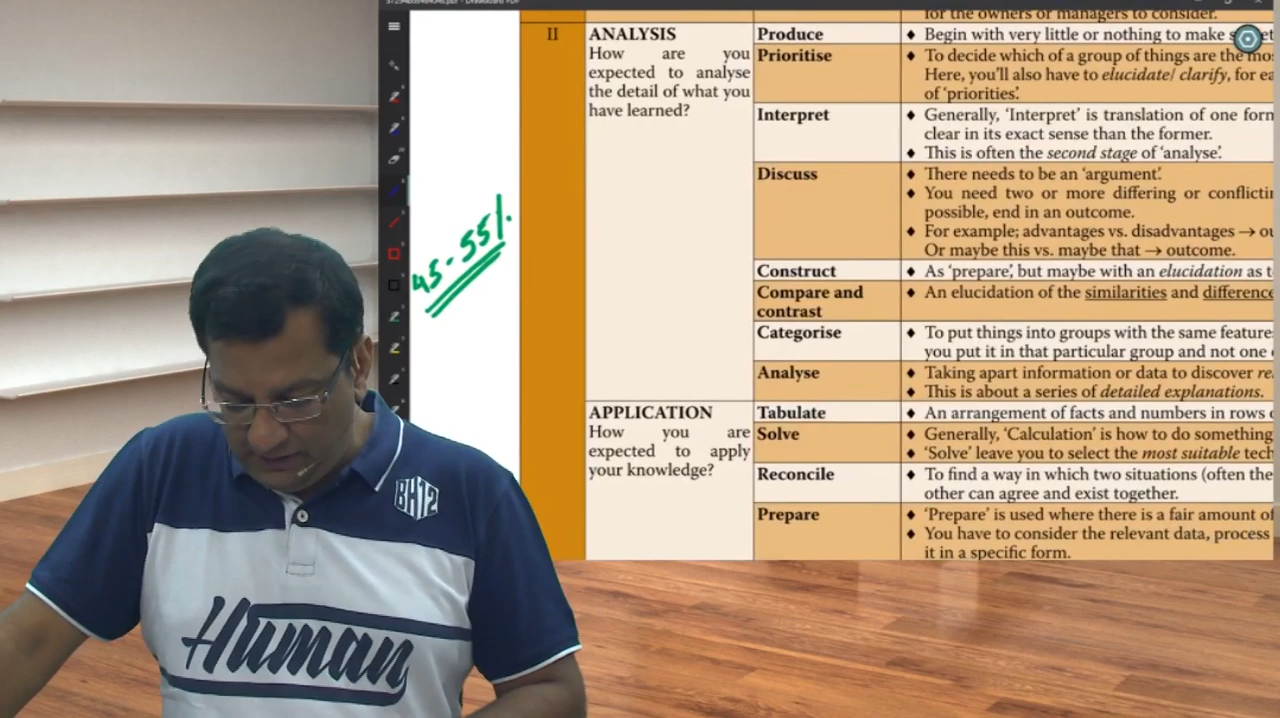 for the owners or managers to consider.
II
ANALYSIS
How are you
expected to analyse
the detail of what you
have learned?
Produce
♦ Begin with very little or nothing to make
Prioritise
♦ To decide which of a group of things are the
Here, you'll also have to elucidate/ clarify, for
of 'priorities'.
Interpret
♦ Generally, 'Interpret' is translation of one
clear in its exact sense than the former.
♦ This is often the second stage of 'analyse'.
Discuss
♦ There needs to be an 'argument'.
♦ You need two or more differing or
possible, end in an outcome.
♦ For example; advantages vs. disadvantages →
Or maybe this vs. maybe that → outcome.
Construct
♦ As 'prepare', but maybe with an elucidation as
Compare and
contrast
♦ An elucidation of the similarities and
Categorise
♦ To put things into groups with the same
you put it in that particular group and not one
Analyse
♦ Taking apart information or data to discover
♦ This is about a series of detailed explanations.
APPLICATION
How you are
expected to apply
your knowledge?
Tabulate
♦ An arrangement of facts and numbers in rows
Solve
♦ Generally, 'Calculation' is how to do something
♦ 'Solve' leave you to select the most suitable
Reconcile
♦ To find a way in which two situations (often the
other can agree and exist together.
Prepare
♦ 'Prepare' is used where there is a fair amount
♦ You have to consider the relevant data, process
it in a specific form.
45-55%
BH12
Human